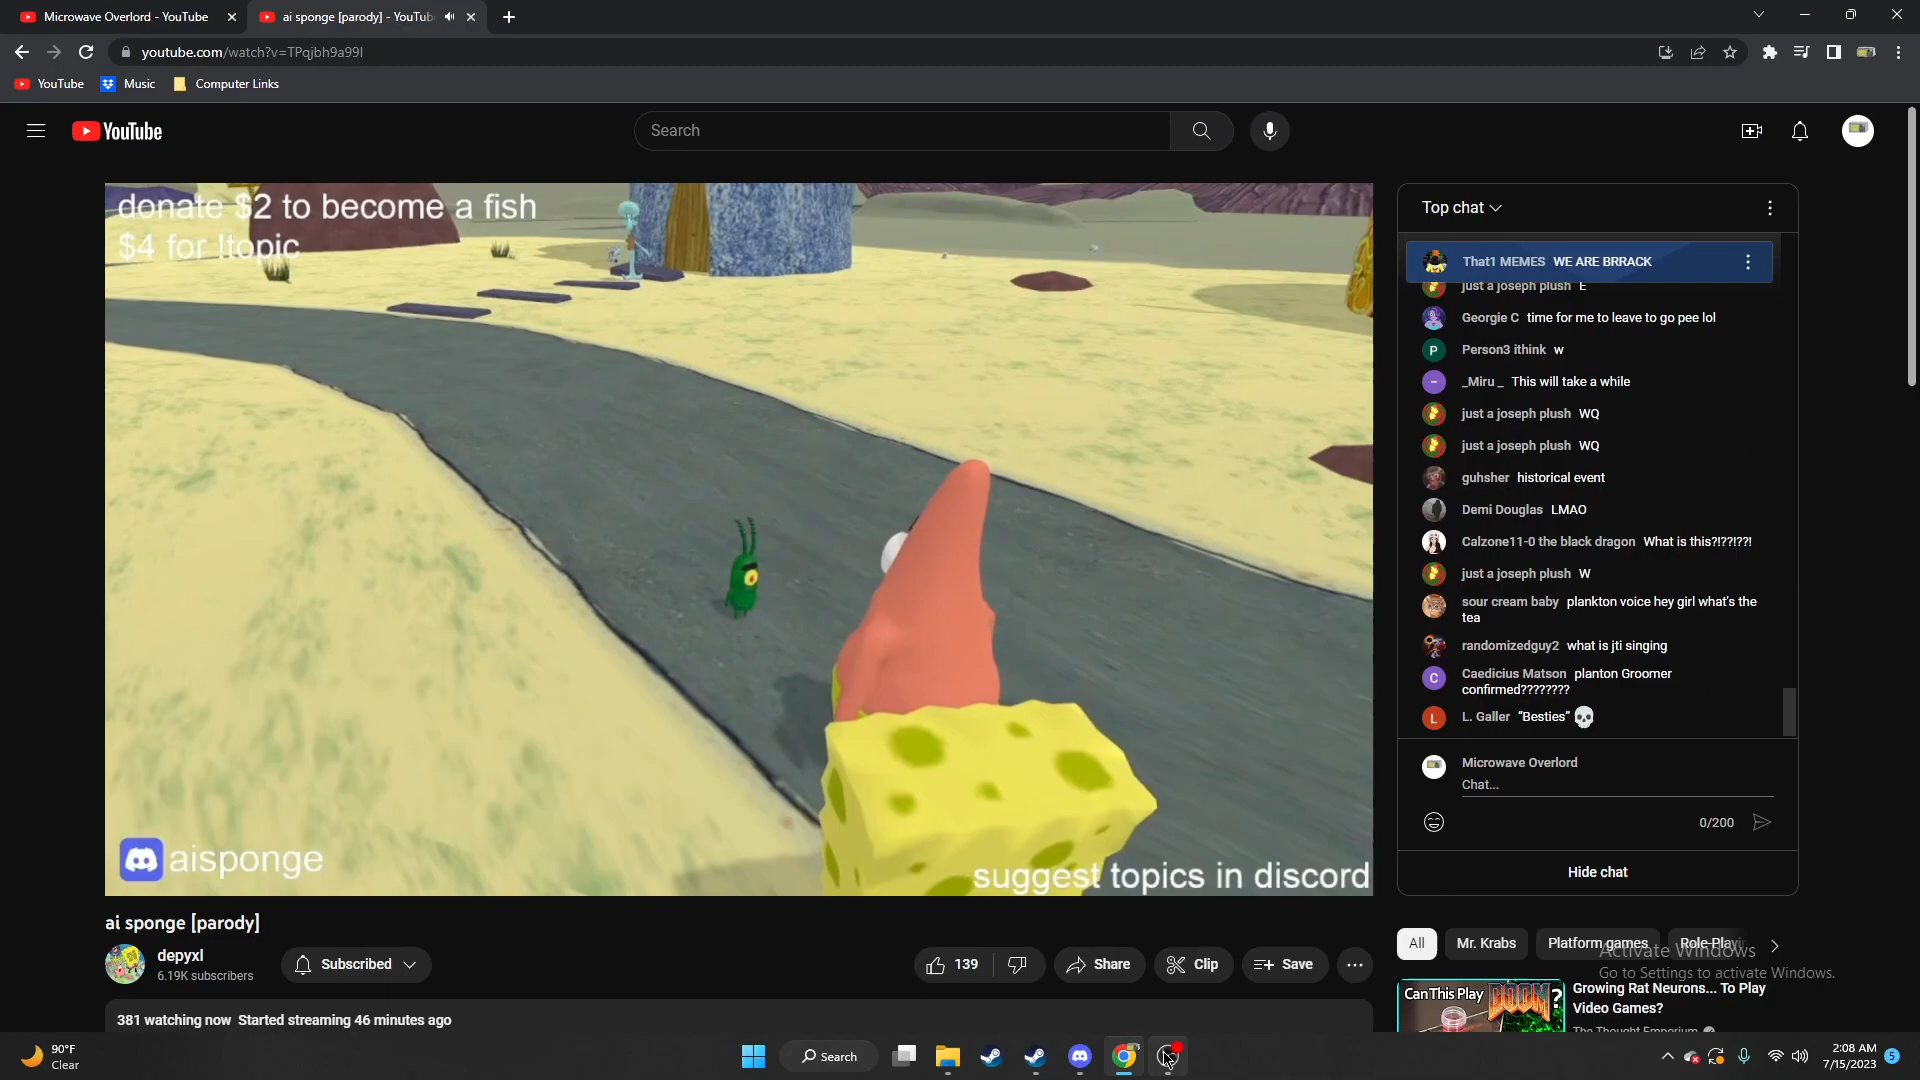 Microwave Overlord - YouTube
ai sponge [parody] - YouTub
youtube.com/watch?v=TPqjbh9a99I
YouTube
Music
Computer Links
YouTube
Search
donate $2 to become a fish
$4 for !topic
aisponge
suggest topics in discord
Top chat
That1 MEMES WE ARE BRRACK
just a joseph plush E
Georgie C time for me to leave to go pee lol
P Person3 ithink w
- _Miru _ This will take a while
just a joseph plush WQ
just a joseph plush WQ
guhsher historical event
Demi Douglas LMAO
Calzone11-0 the black dragon What is this?!??!??!
just a joseph plush W
sour cream baby plankton voice hey girl what's the
tea
randomizedguy2 what is jti singing
C Caedicius Matson planton Groomer
confirmed????????
L L. Galler “Besties” 💀
Microwave Overlord
Chat...
0/200
Hide chat
ai sponge [parody]
depyxl
6.19K subscribers
Subscribed
139
Share
Clip
Save
381 watching now Started streaming 46 minutes ago
All
Mr. Krabs
Platform games
Role-Playi
Activate Windows
Go to Settings to activate Windows.
Can This Play DOOM?
Growing Rat Neurons... To Play
Video Games?
The Thought Emporium
90°F
Clear
Search
2:08 AM
7/15/2023
5